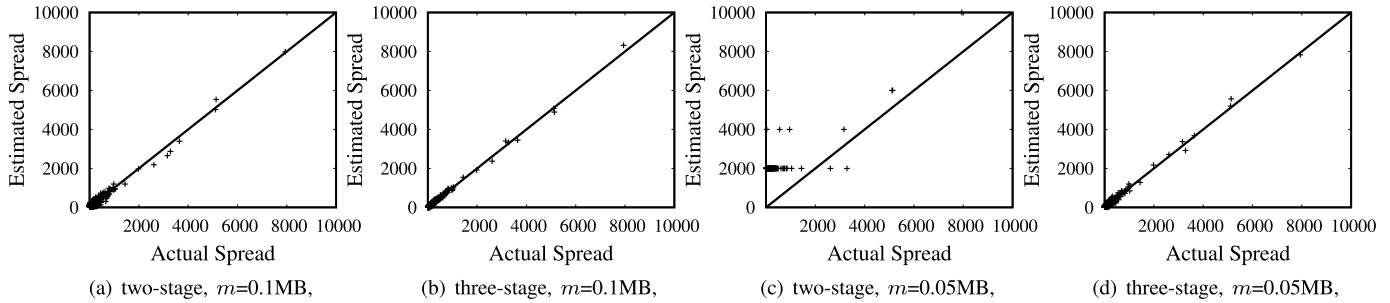 10000
8000
6000
4000
2000
0
Estimated Spread
0 2000 4000 6000 8000 10000
Actual Spread
(a) two-stage, m=0.1MB,
10000
8000
6000
4000
2000
0
Estimated Spread
0 2000 4000 6000 8000 10000
Actual Spread
(b) three-stage, m=0.1MB,
10000
8000
6000
4000
2000
0
Estimated Spread
2000 4000 6000 8000 10000
Actual Spread
(c) two-stage, m=0.05MB,
10000
8000
6000
4000
2000
0
Estimated Spread
0 2000 4000 6000 8000 10000
Actual Spread
(d) three-stage, m=0.05MB,